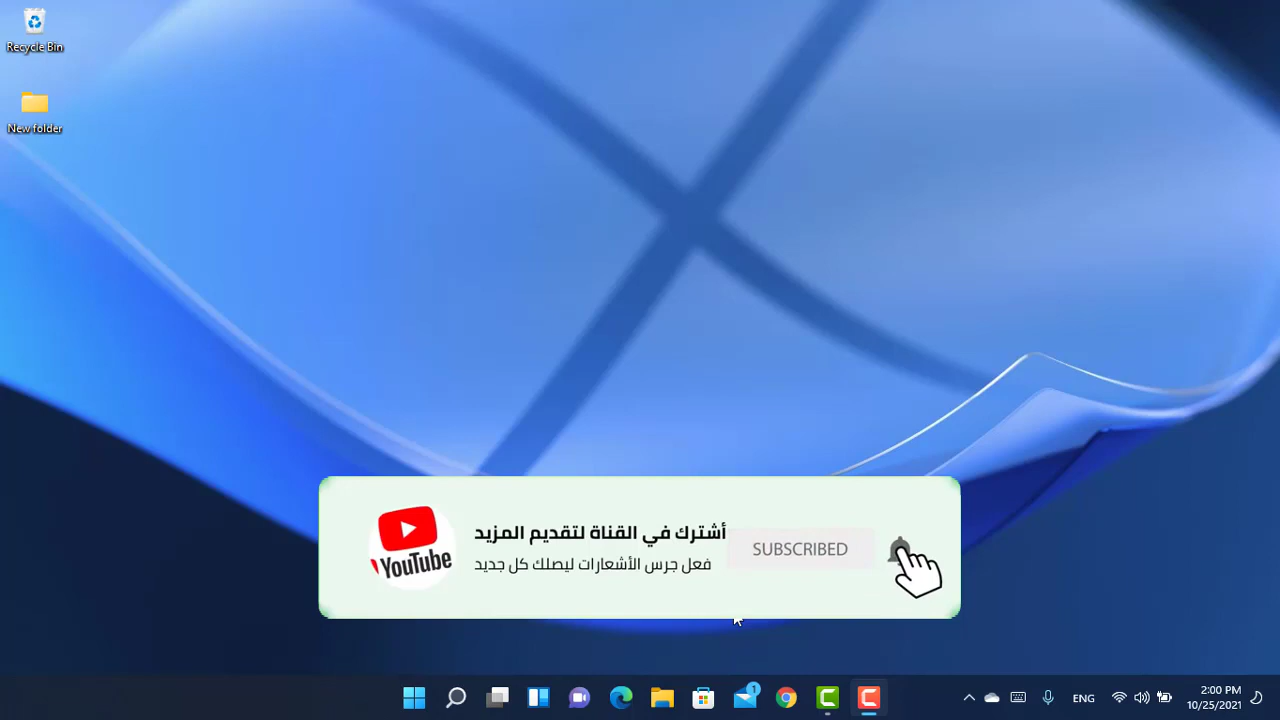 Recycle Bin
New folder
YouTube
أشترك في القناة لتقديم المزيد
فعل جرس الأشعارات ليصلك كل جديد
SUBSCRIBED
1
ENG
2:00 PM
10/25/2021